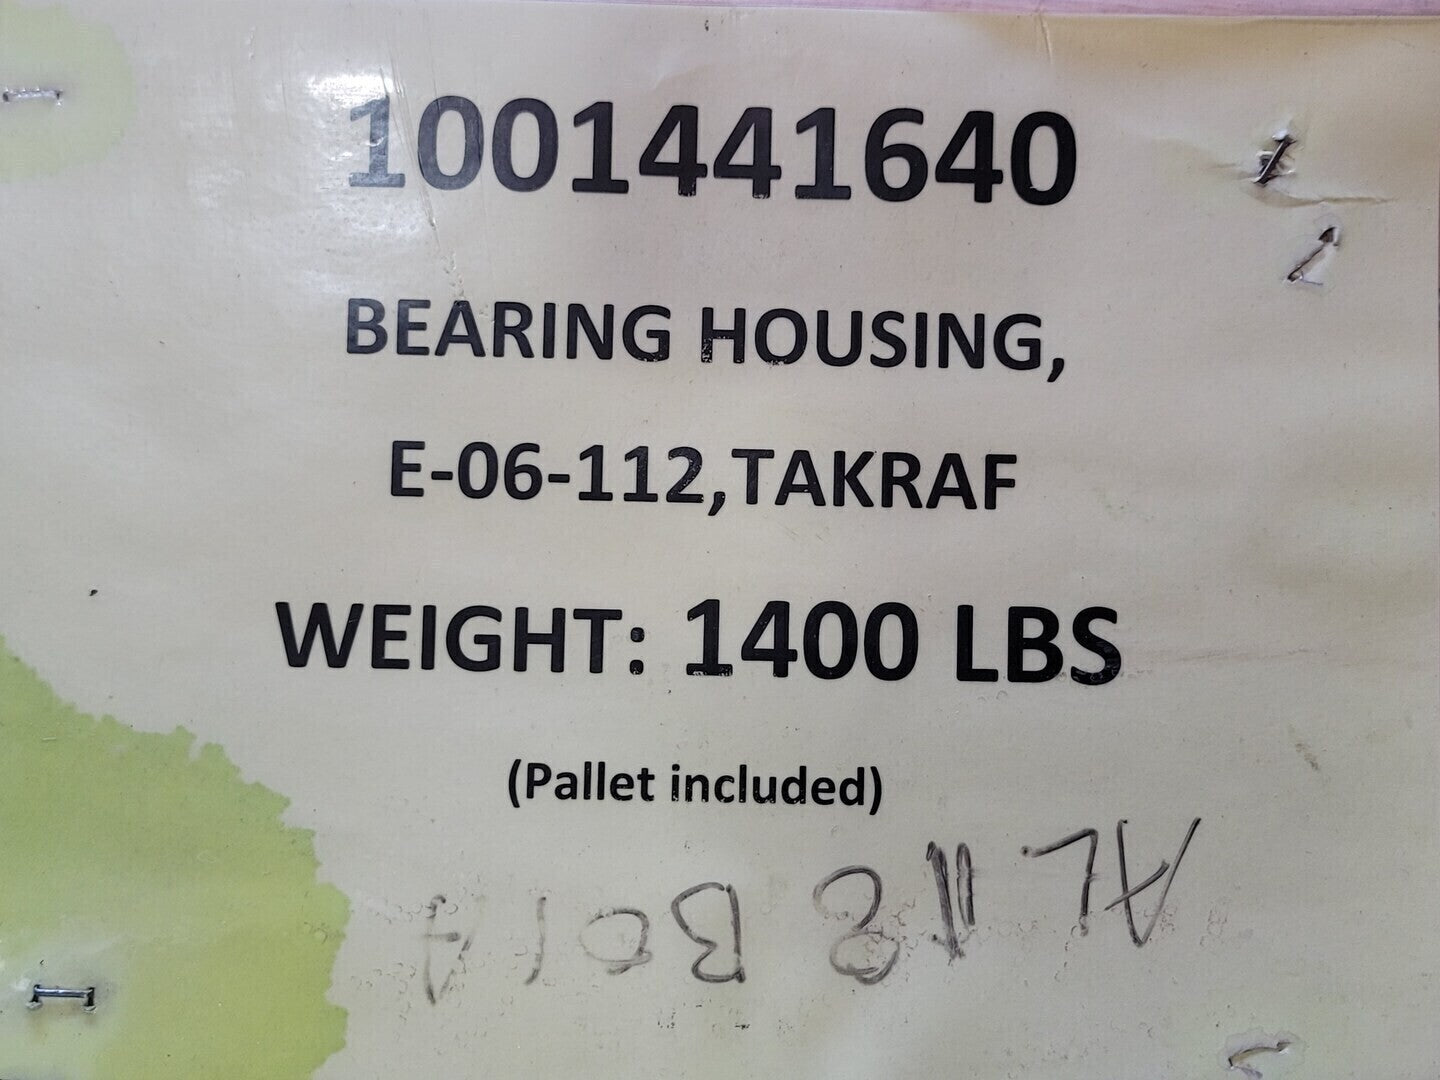 1001441640
BEARING HOUSING,
E-06-112,TAKRAF
WEIGHT: 1400 LBS
(Pallet included)